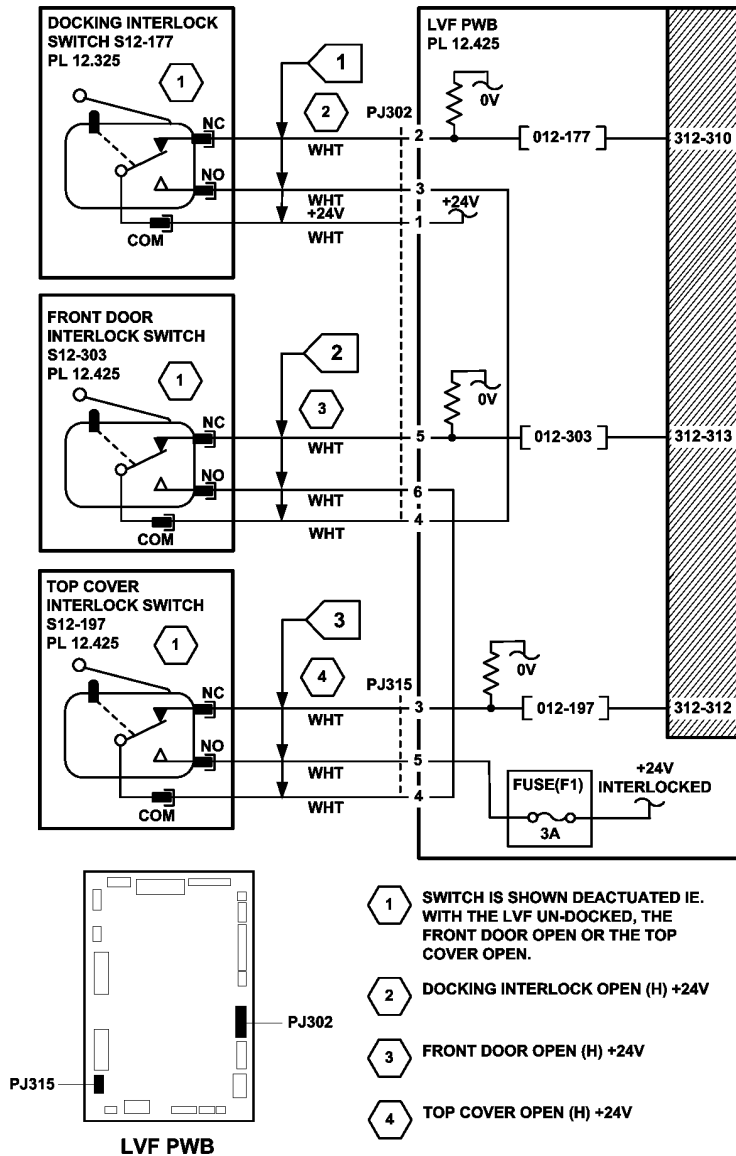 DOCKING INTERLOCK
SWITCH S12-177
PL 12.325
1
NC
NO
COM
1
2
WHT
WHT
+24V
WHT
PJ302
2
3
1
LVF PWB
PL 12.425
0V
012-177
312-310
+24V
FRONT DOOR
INTERLOCK SWITCH
S12-303
PL 12.425
1
NC
NO
COM
2
3
WHT
WHT
WHT
5
6
4
0V
012-303
312-313
TOP COVER
INTERLOCK SWITCH
S12-197
PL 12.425
1
NC
NO
COM
3
4
WHT
WHT
WHT
PJ315
3
5
4
0V
012-197
312-312
FUSE(F1)
3A
+24V
INTERLOCKED
PJ302
PJ315
LVF PWB
1 SWITCH IS SHOWN DEACTUATED IE.
WITH THE LVF UN-DOCKED, THE
FRONT DOOR OPEN OR THE TOP
COVER OPEN.
2 DOCKING INTERLOCK OPEN (H) +24V
3 FRONT DOOR OPEN (H) +24V
4 TOP COVER OPEN (H) +24V